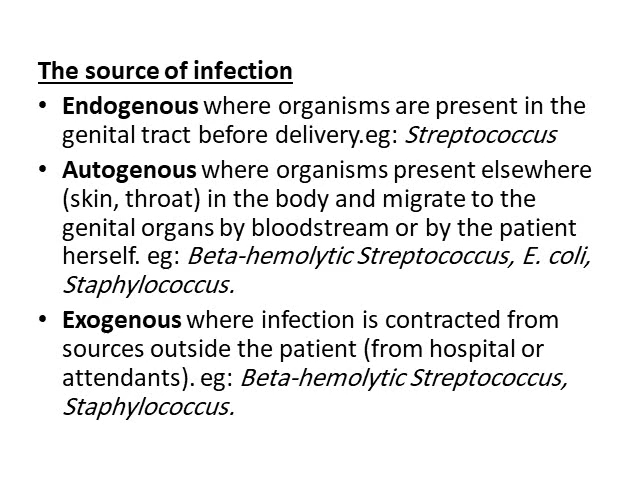 The source of infection
• Endogenous where organisms are present in the
genital tract before delivery.eg: Streptococcus
• Autogenous where organisms present elsewhere
(skin, throat) in the body and migrate to the
genital organs by bloodstream or by the patient
herself. eg: Beta-hemolytic Streptococcus, E. coli,
Staphylococcus.
• Exogenous where infection is contracted from
sources outside the patient (from hospital or
attendants). eg: Beta-hemolytic Streptococcus,
Staphylococcus.